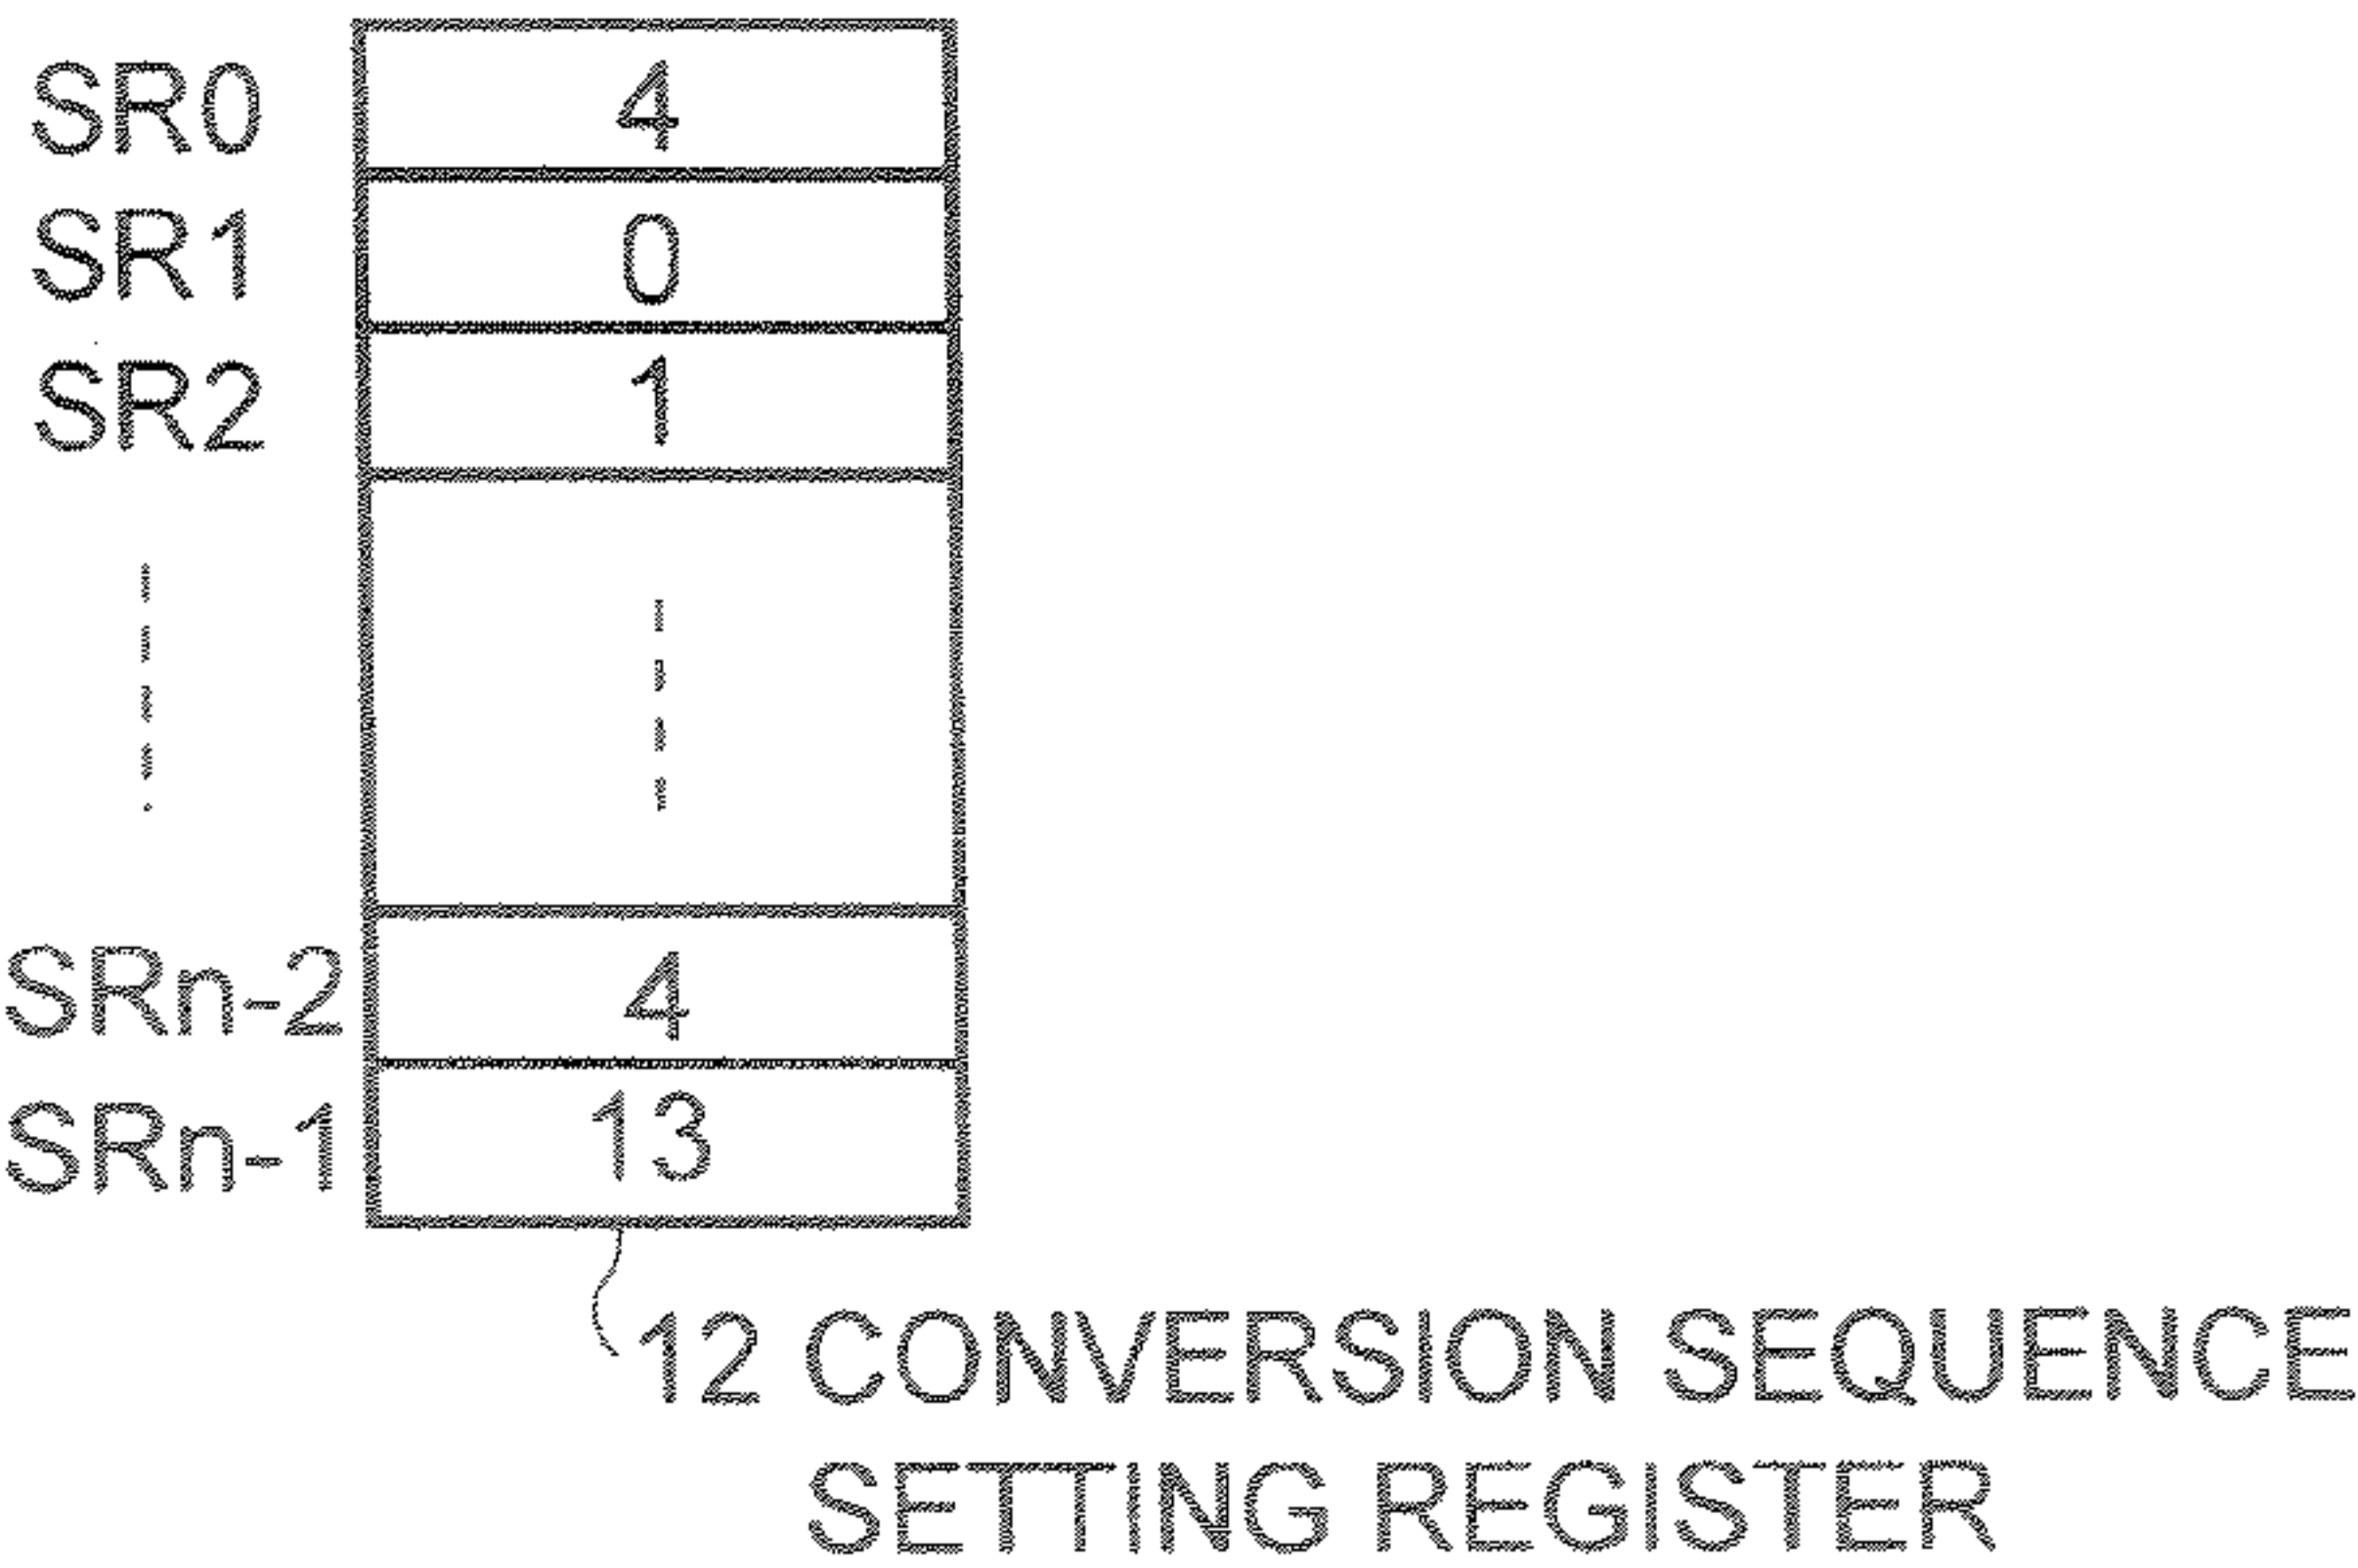 SR0 4
SR1 0
SR2 1
SRn-2 4
SRn-1 13
12 CONVERSION SEQUENCE
SETTING REGISTER